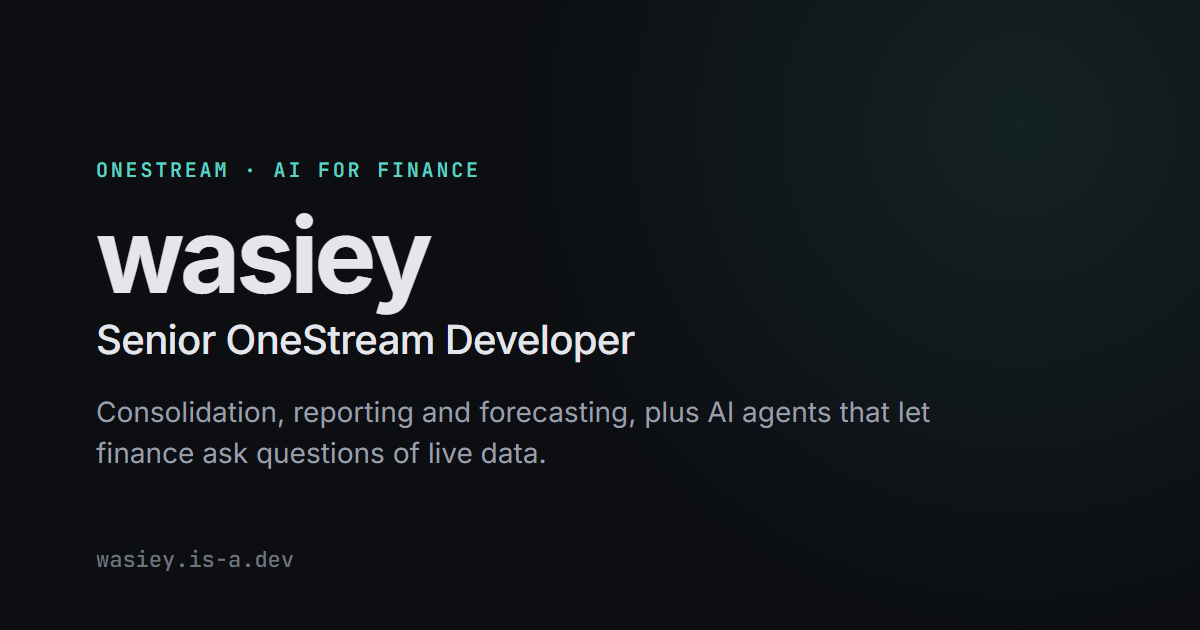 ONESTREAM · AI FOR FINANCE
wasiey
Senior OneStream Developer
Consolidation, reporting and forecasting, plus AI agents that let
finance ask questions of live data.
wasiey.is-a.dev